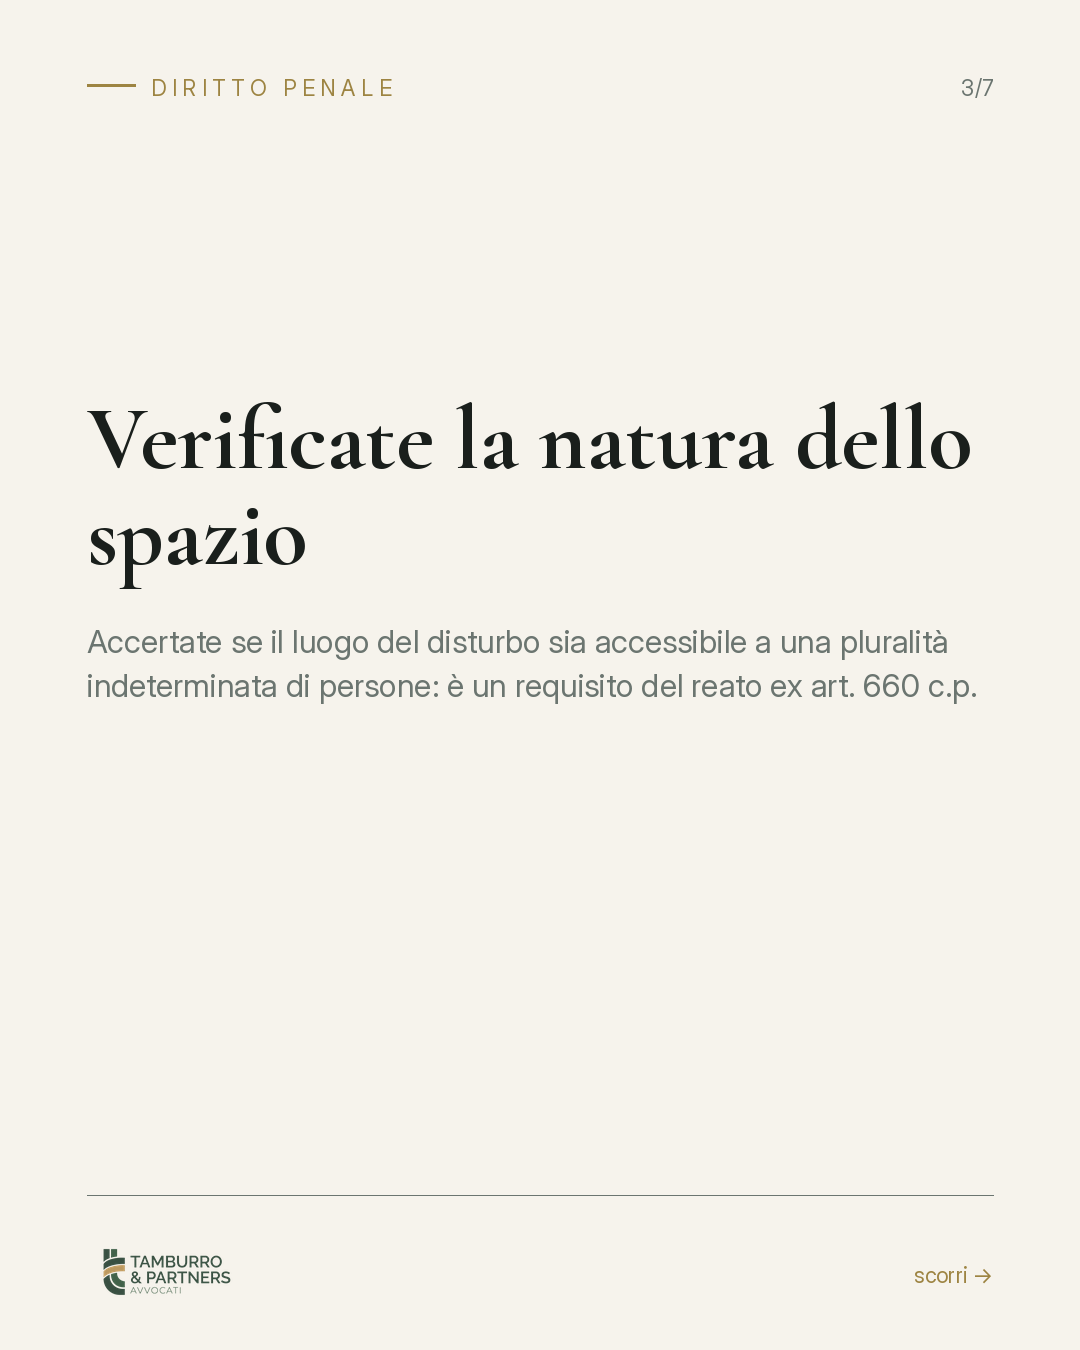 DIRITTO PENALE
3/7
Verificate la natura dello
spazio
Accertate se il luogo del disturbo sia accessibile a una pluralità
indeterminata di persone: è un requisito del reato ex art. 660 c.p.
TAMBURRO
& PARTNERS
AVVOCATI
scorri →